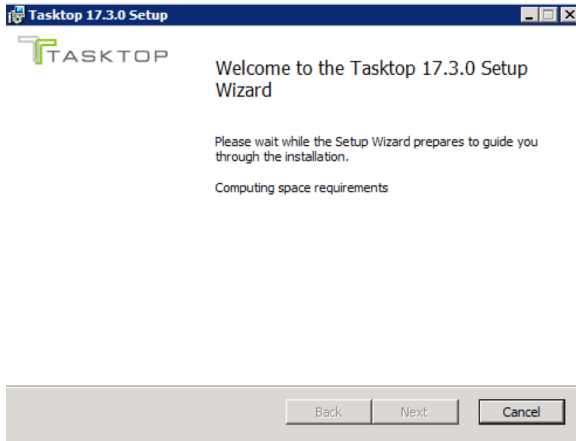 Tasktop 17.3.0 Setup
TASKTOP
Welcome to the Tasktop 17.3.0 Setup
Wizard
Please wait while the Setup Wizard prepares to guide you
through the installation.
Computing space requirements
Back
Next
Cancel